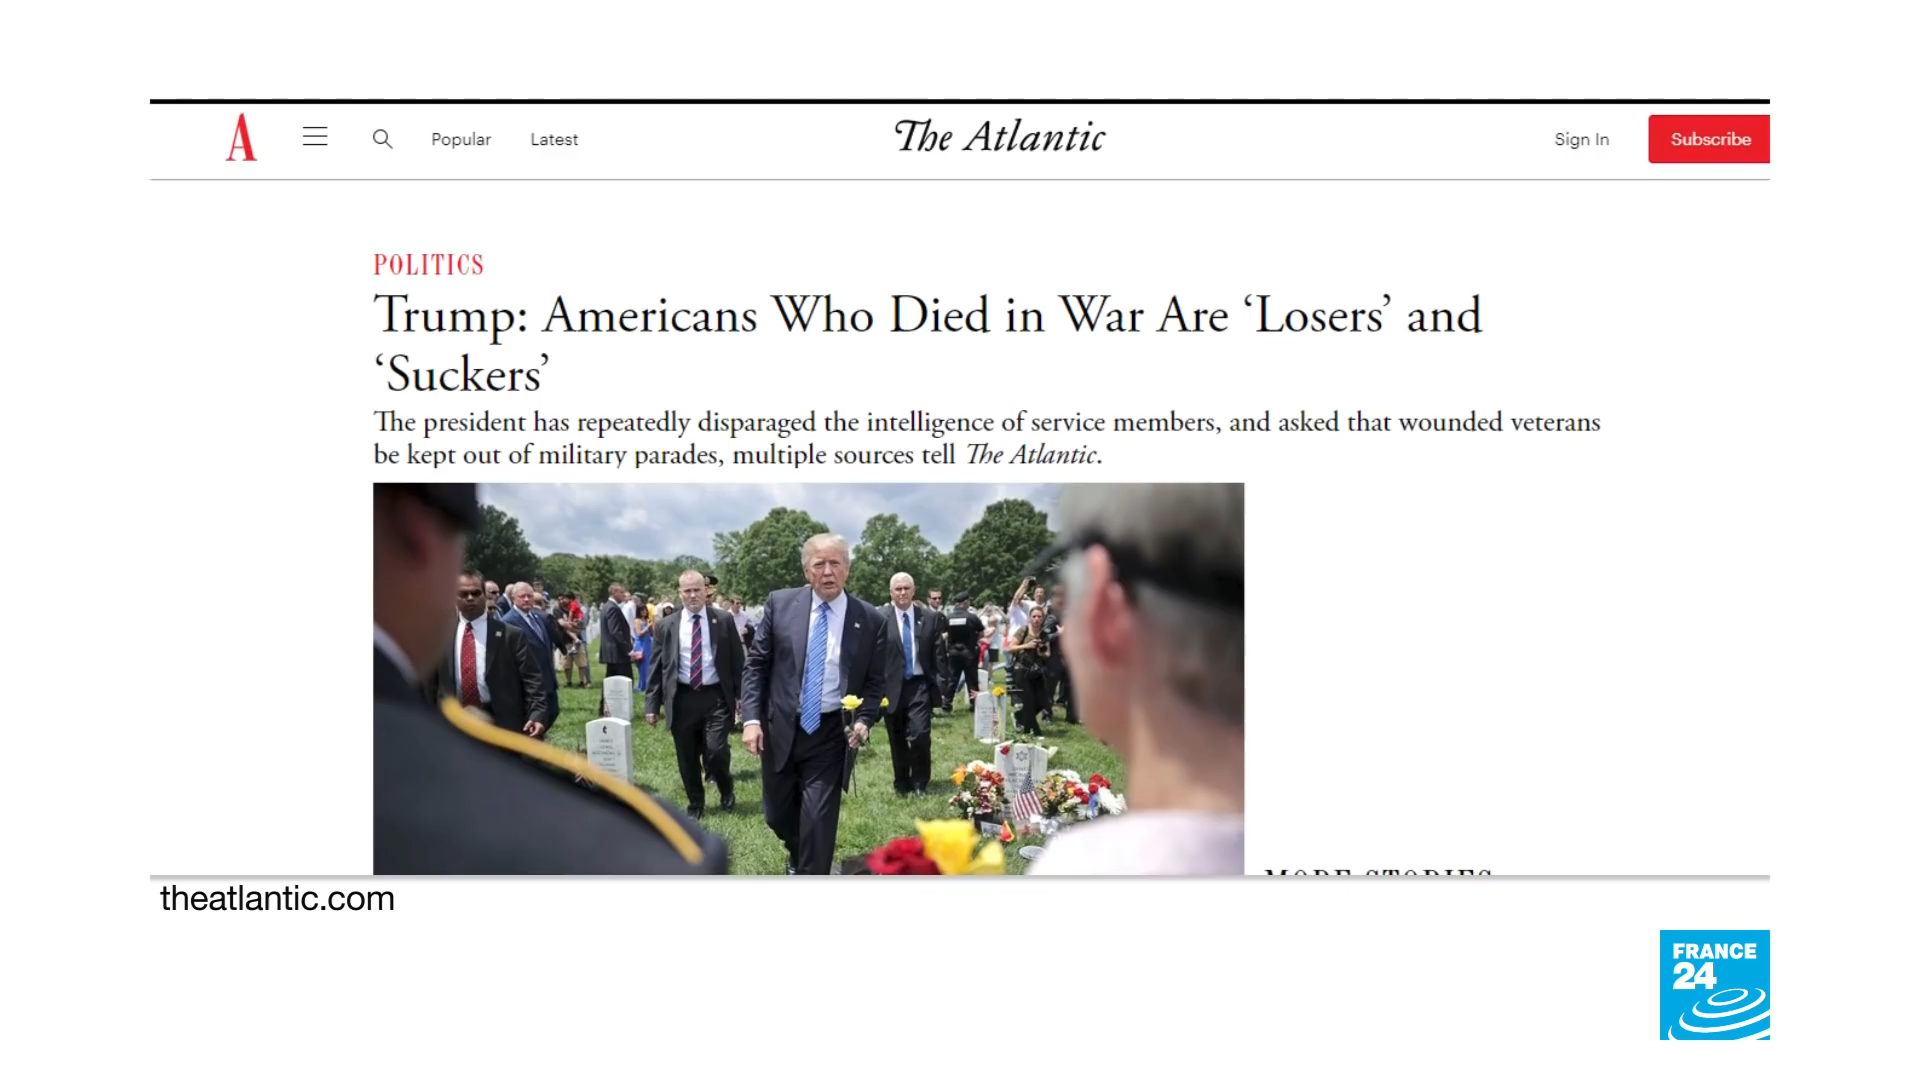 A
Popular
Latest
The Atlantic
Sign In
Subscribe
POLITICS
Trump: Americans Who Died in War Are ‘Losers’ and
‘Suckers’
The president has repeatedly disparaged the intelligence of service members, and asked that wounded veterans
be kept out of military parades, multiple sources tell The Atlantic.
MORE STORIES
theatlantic.com
FRANCE
24